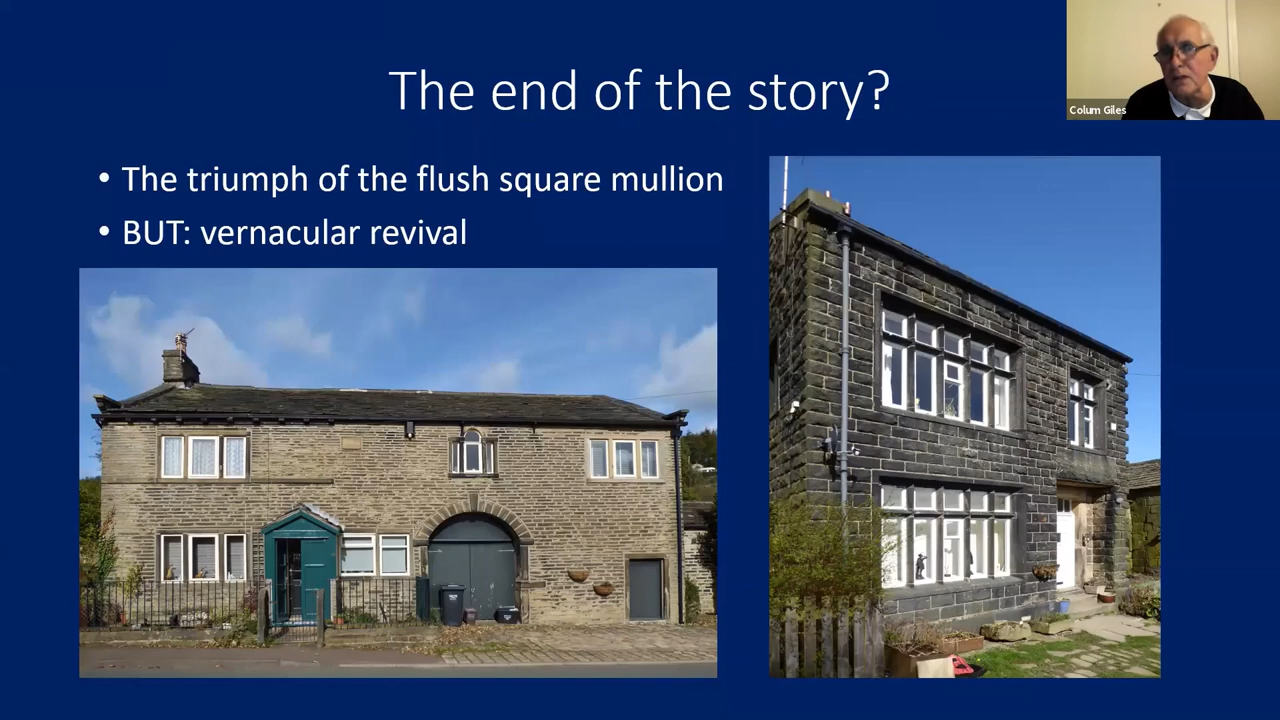 The end of the story?
Colum Giles
• The triumph of the flush square mullion
• BUT: vernacular revival